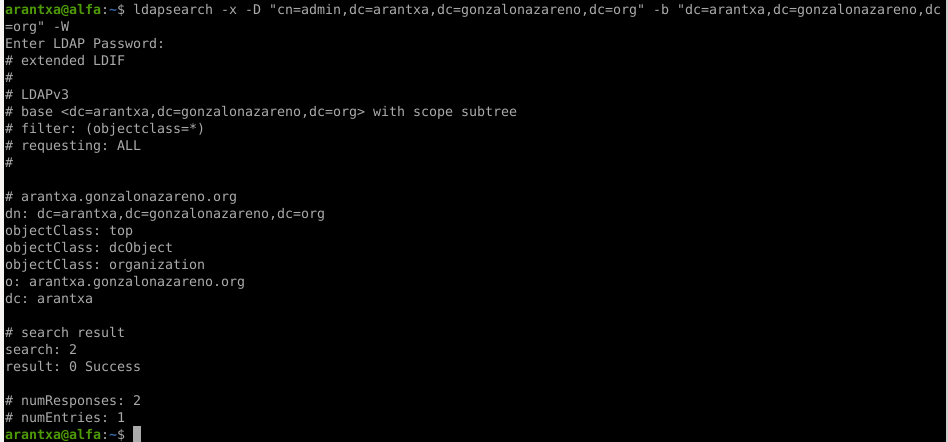 arantxa@alfa:~$ ldapsearch -x -D "cn=admin,dc=arantxa,dc=gonzalonazareno,dc=org" -b "dc=arantxa,dc=gonzalonazareno,dc
=org" -W
Enter LDAP Password:
# extended LDIF
#
# LDAPv3
# base <dc=arantxa,dc=gonzalonazareno,dc=org> with scope subtree
# filter: (objectclass=*)
# requesting: ALL
#

# arantxa.gonzalonazareno.org
dn: dc=arantxa,dc=gonzalonazareno,dc=org
objectClass: top
objectClass: dcObject
objectClass: organization
o: arantxa.gonzalonazareno.org
dc: arantxa

# search result
search: 2
result: 0 Success

# numResponses: 2
# numEntries: 1
arantxa@alfa:~$